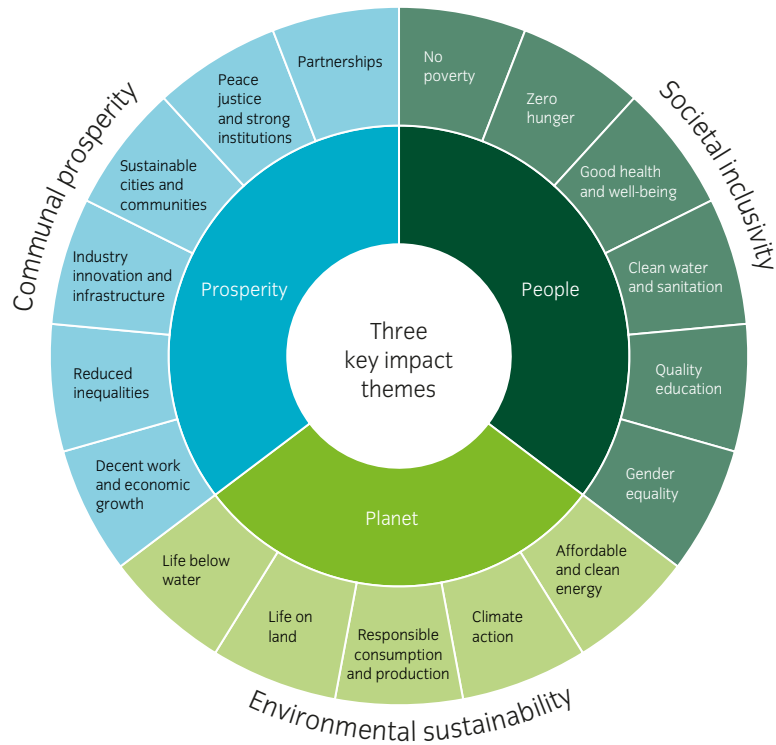 Three
key impact
themes
People
Planet
Prosperity
Societal inclusivity
No
poverty
Zero
hunger
Good health
and well-being
Clean water
and sanitation
Quality
education
Gender
equality
Environmental sustainability
Affordable
and clean
energy
Climate
action
Responsible
consumption
and production
Life on
land
Life below
water
Communal prosperity
Decent work
and economic
growth
Reduced
inequalities
Industry
innovation and
infrastructure
Sustainable
cities and
communities
Peace
justice
and strong
institutions
Partnerships